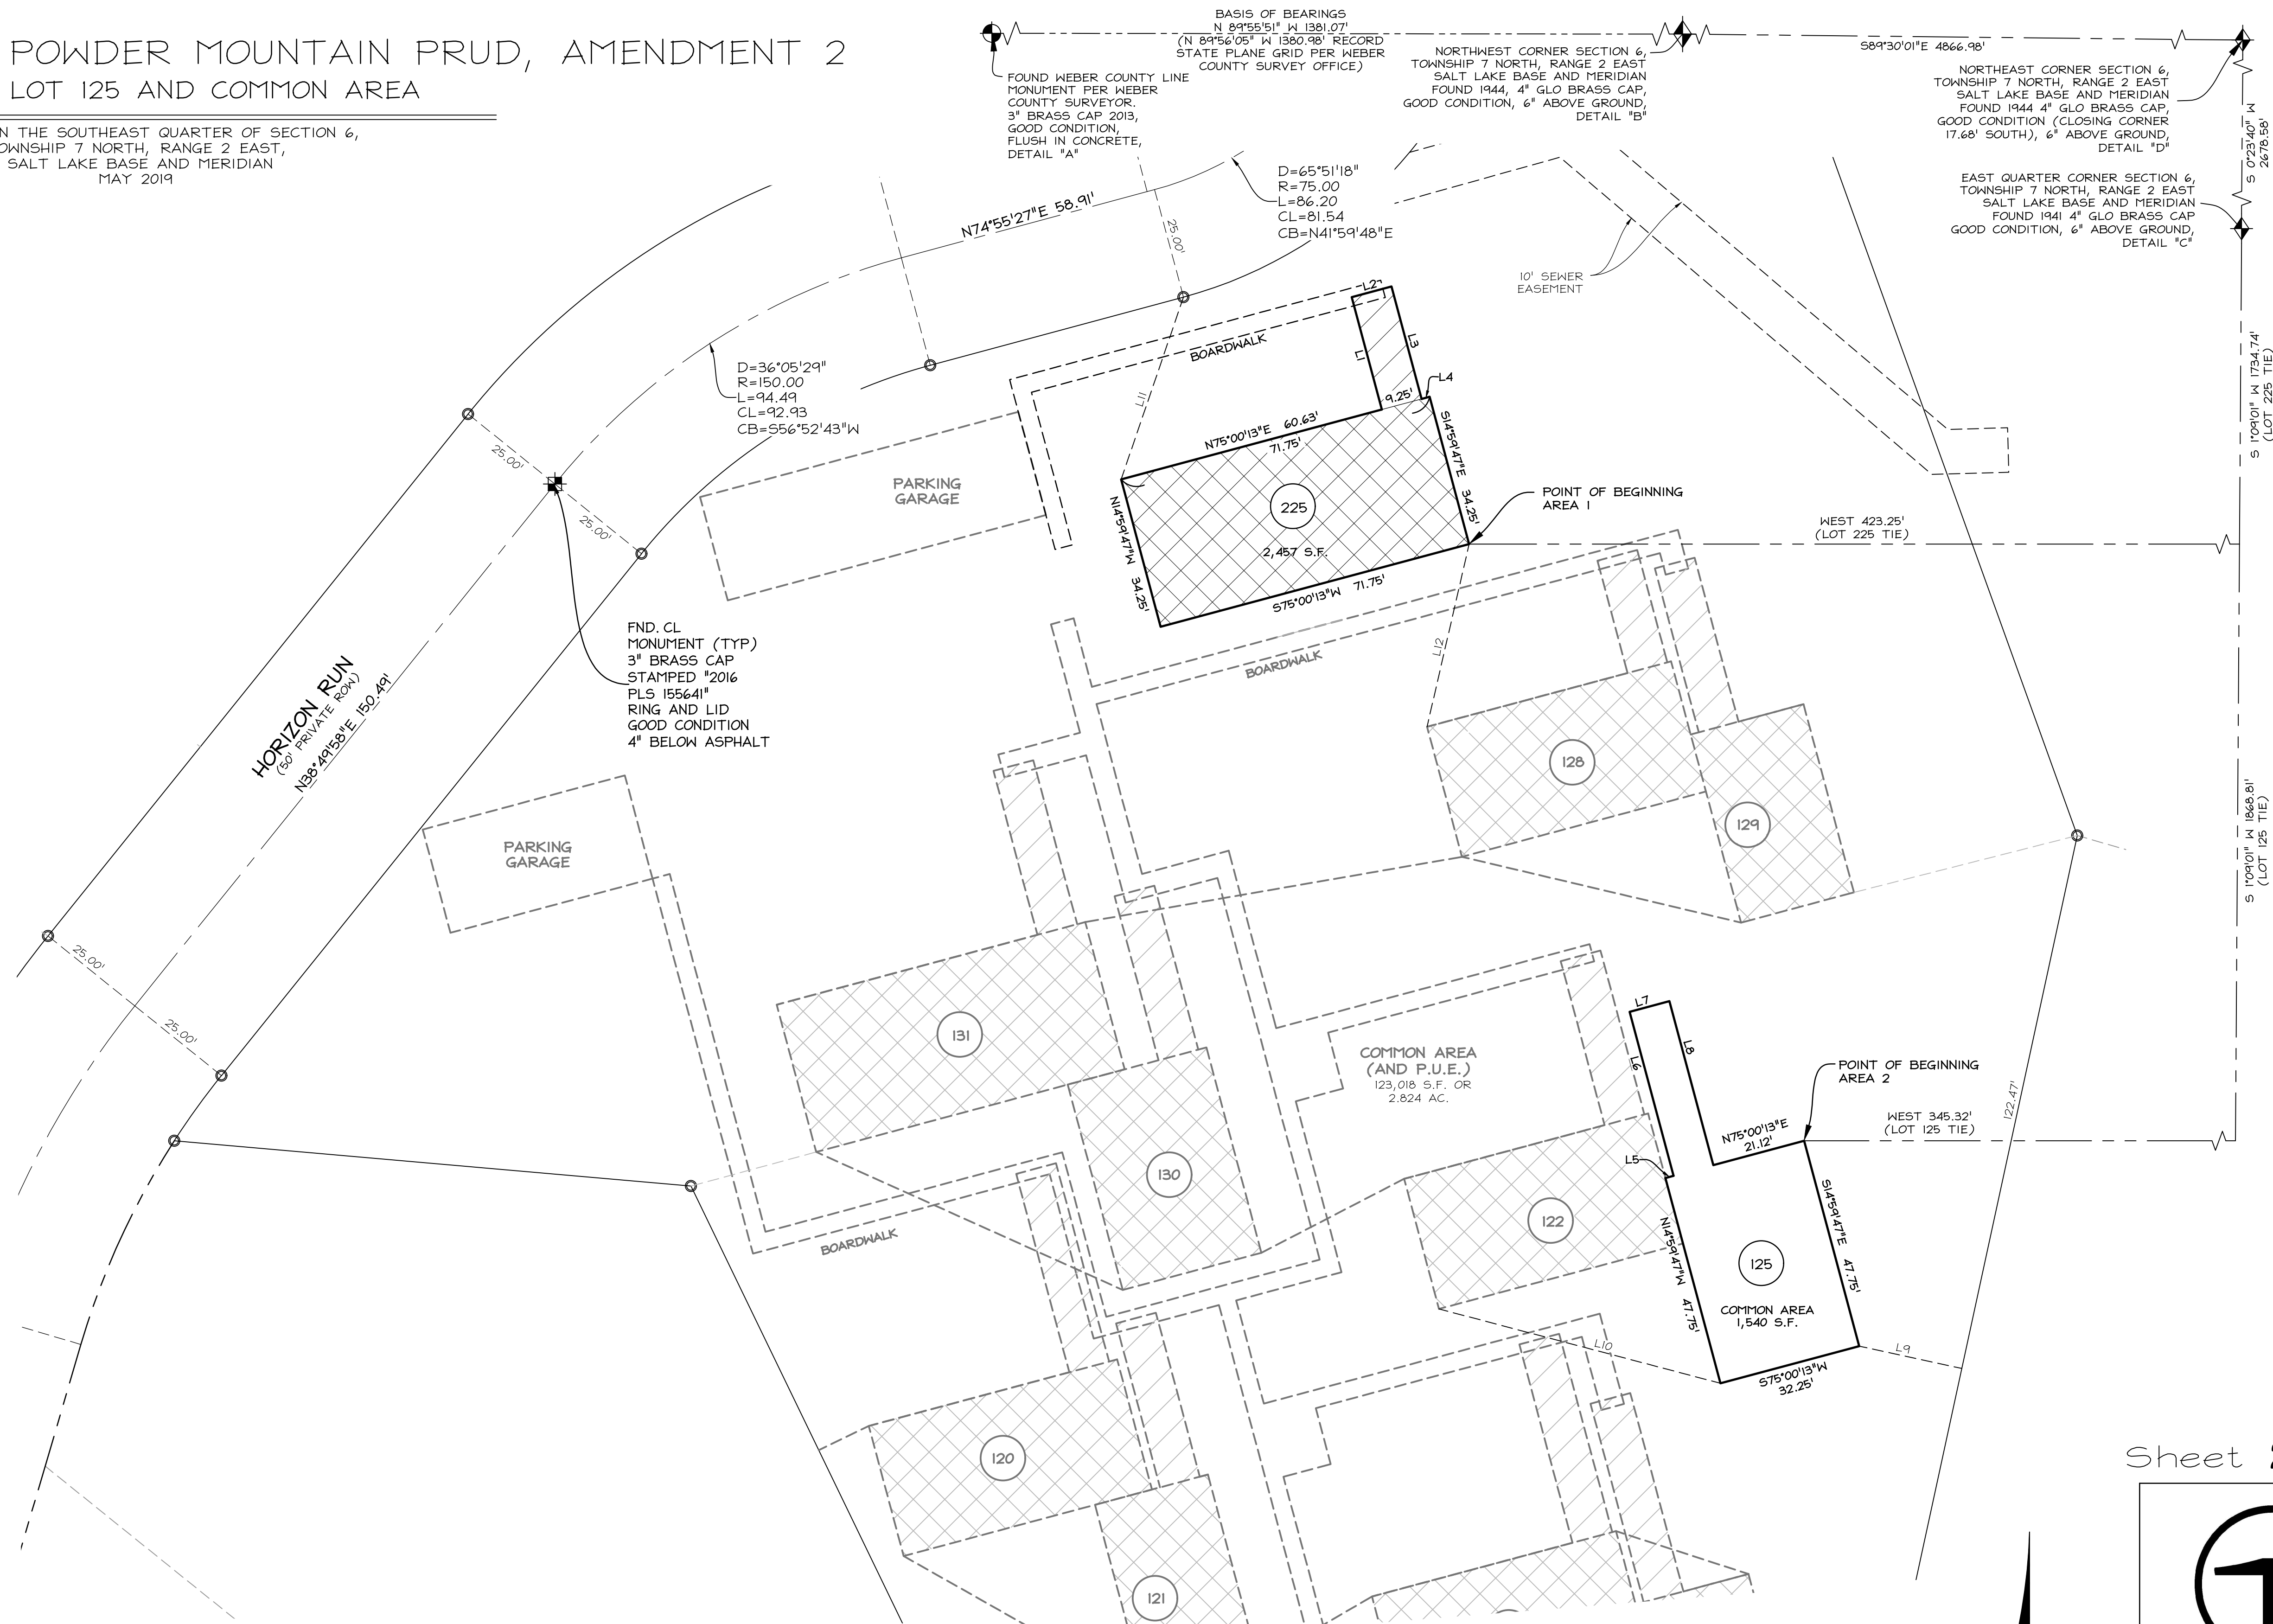 POWDER MOUNTAIN PRUD, AMENDMENT 2
LOT 125 AND COMMON AREA
N THE SOUTHEAST QUARTER OF SECTION 6,
OWNSHIP 7 NORTH, RANGE 2 EAST,
SALT LAKE BASE AND MERIDIAN
MAY 2019
BASIS OF BEARINGS
N 89°55'51" W 1381.07'
(N 89°56'05" W 1380.98' RECORD
STATE PLANE GRID PER WEBER
COUNTY SURVEY OFFICE)
FOUND WEBER COUNTY LINE
MONUMENT PER WEBER
COUNTY SURVEYOR.
3" BRASS CAP 2013,
GOOD CONDITION,
FLUSH IN CONCRETE,
DETAIL "A"
NORTHWEST CORNER SECTION 6,
TOWNSHIP 7 NORTH, RANGE 2 EAST
SALT LAKE BASE AND MERIDIAN
FOUND 1944, 4" GLO BRASS CAP,
GOOD CONDITION, 6" ABOVE GROUND,
DETAIL "B"
S89°30'01"E 4866.98'
NORTHEAST CORNER SECTION 6,
TOWNSHIP 7 NORTH, RANGE 2 EAST
SALT LAKE BASE AND MERIDIAN
FOUND 1944 4" GLO BRASS CAP,
GOOD CONDITION (CLOSING CORNER
17.68' SOUTH), 6" ABOVE GROUND,
DETAIL "D"
S 0°23'40" W
2678.58'
EAST QUARTER CORNER SECTION 6,
TOWNSHIP 7 NORTH, RANGE 2 EAST
SALT LAKE BASE AND MERIDIAN
FOUND 1941 4" GLO BRASS CAP
GOOD CONDITION, 6" ABOVE GROUND,
DETAIL "C"
D=65°51'18"
R=75.00
L=86.20
CL=81.54
CB=N41°59'48"E
N74°55'27"E 58.91'
25.00'
10' SEWER
EASEMENT
L2
BOARDWALK
L1
L3
L4
9.25'
L11
D=36°05'29"
R=150.00
L=94.49
CL=92.93
CB=S56°52'43"W
N75°00'13"E 60.63'
71.75'
S14°59'47"E 34.25'
25.00'
25.00'
PARKING
GARAGE
225
2,457 S.F.
N14°59'47"W 34.25'
S75°00'13"W 71.75'
POINT OF BEGINNING
AREA 1
WEST 423.25'
(LOT 225 TIE)
S 1°09'01" W 1734.74'
(LOT 225 TIE)
FND. CL
MONUMENT (TYP)
3" BRASS CAP
STAMPED "2016
PLS 155641"
RING AND LID
GOOD CONDITION
4" BELOW ASPHALT
HORIZON RUN
(50' PRIVATE ROW)
N38°49'58"E 150.49'
L12
BOARDWALK
128
129
PARKING
GARAGE
S 1°09'01" W 1868.81'
(LOT 125 TIE)
25.00'
25.00'
131
COMMON AREA
(AND P.U.E.)
123,018 S.F. OR
2.824 AC.
L7
L6
L8
POINT OF BEGINNING
AREA 2
WEST 345.32'
(LOT 125 TIE)
122.47'
N75°00'13"E
21.12'
L5
130
122
BOARDWALK
N14°59'47"W 47.75'
S14°59'47"E 47.75'
125
COMMON AREA
1,540 S.F.
L10
L9
S75°00'13"W
32.25'
120
121
Sheet